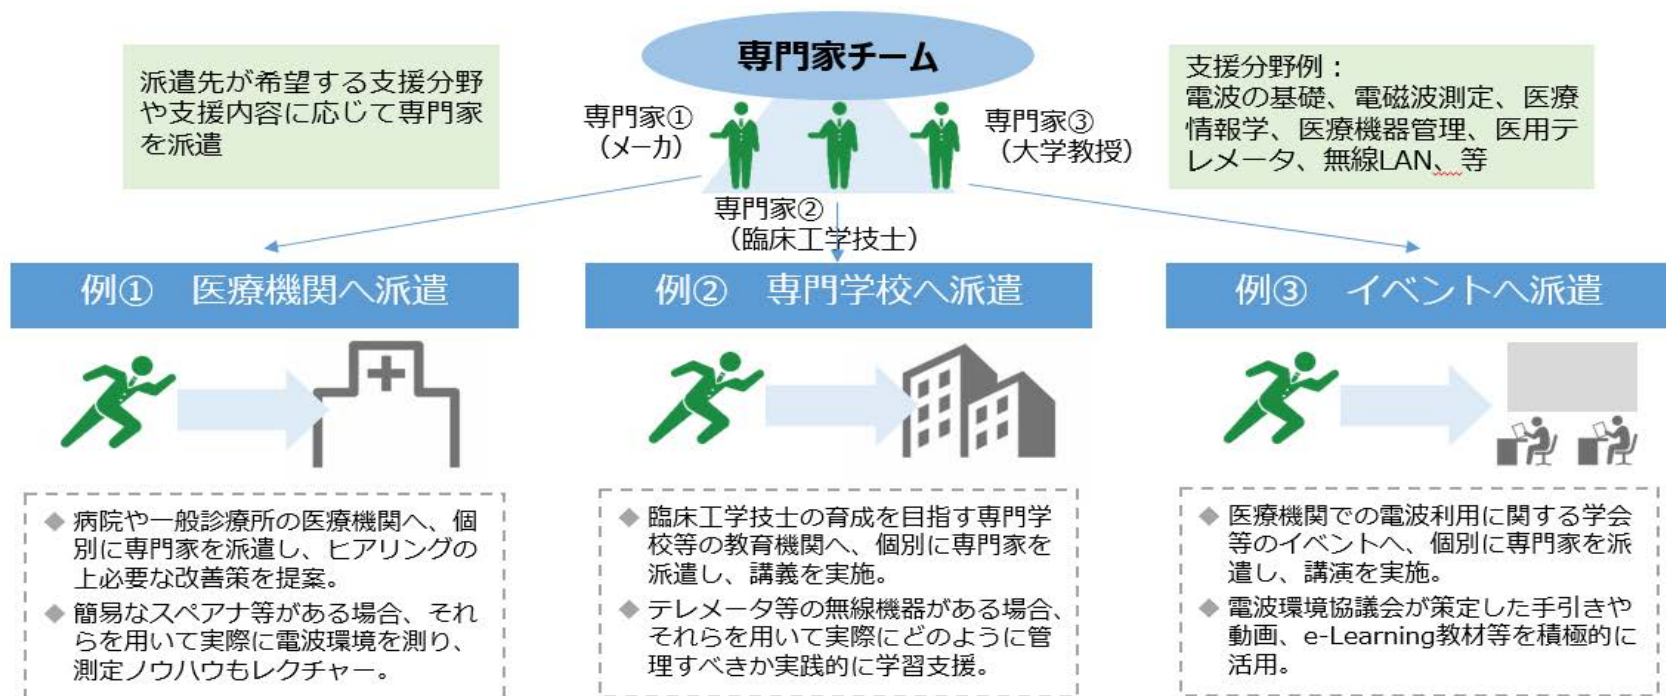 専門家チーム
派遣先が希望する支援分野
や支援内容に応じて専門家
を派遣
支援分野例：
電波の基礎、電磁波測定、医療
情報学、医療機器管理、医用テ
レメータ、無線LAN、等
専門家①
（メーカ）
専門家③
（大学教授）
専門家②
（臨床工学技士）
例①　医療機関へ派遣
◆ 病院や一般診療所の医療機関へ、個
別に専門家を派遣し、ヒアリングの
上必要な改善策を提案。
◆ 簡易なスペアナ等がある場合、それ
らを用いて実際に電波環境を測り、
測定ノウハウもレクチャー。
例②　専門学校へ派遣
◆ 臨床工学技士の育成を目指す専門学
校等の教育機関へ、個別に専門家を
派遣し、講義を実施。
◆ テレメータ等の無線機器がある場合、
それらを用いて実際にどのように管
理すべきか実践的に学習支援。
例③　イベントへ派遣
◆ 医療機関での電波利用に関する学会
等のイベントへ、個別に専門家を派
遣し、講演を実施。
◆ 電波環境協議会が策定した手引きや
動画、e-Learning教材等を積極的に
活用。